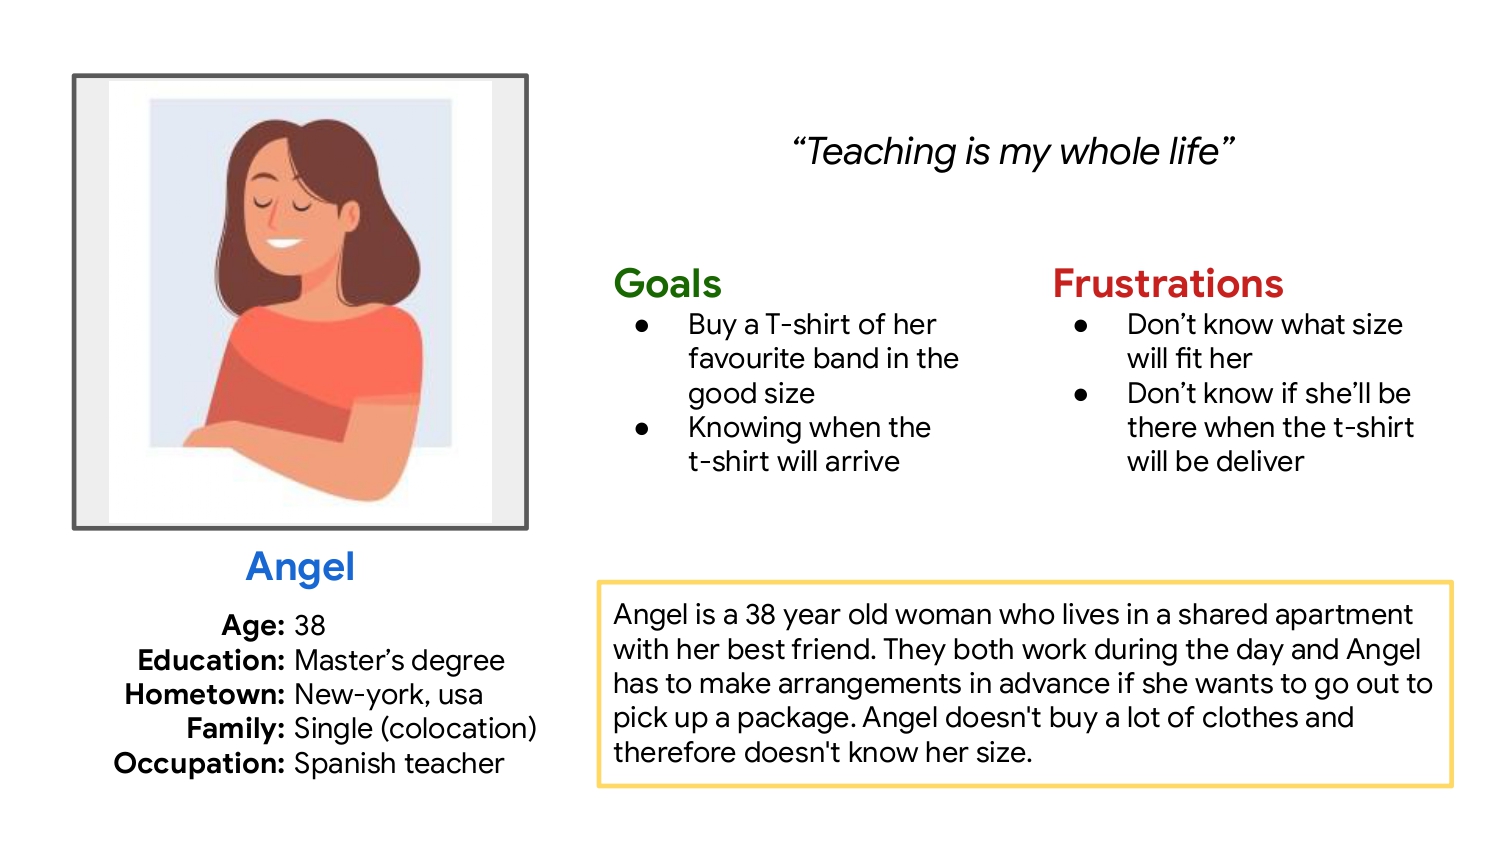 “Teaching is my whole life”
Goals
● Buy a T-shirt of her
favourite band in the
good size
● Knowing when the
t-shirt will arrive
Frustrations
● Don’t know what size
will fit her
● Don’t know if she’ll be
there when the t-shirt
will be deliver
Angel
Age: 38
Education: Master’s degree
Hometown: New-york, usa
Family: Single (colocation)
Occupation: Spanish teacher
Angel is a 38 year old woman who lives in a shared apartment
with her best friend. They both work during the day and Angel
has to make arrangements in advance if she wants to go out to
pick up a package. Angel doesn't buy a lot of clothes and
therefore doesn't know her size.